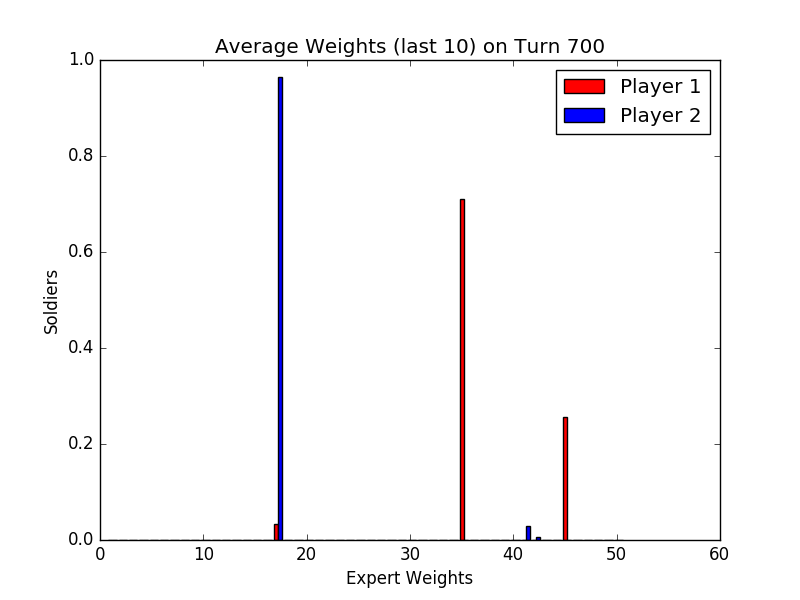 Average Weights (last 10) on Turn 700
1.0
Player 1
Player 2
0.8
0.6
Soldiers
0.4
0.2
0.0
0 10 20 30 40 50 60
Expert Weights